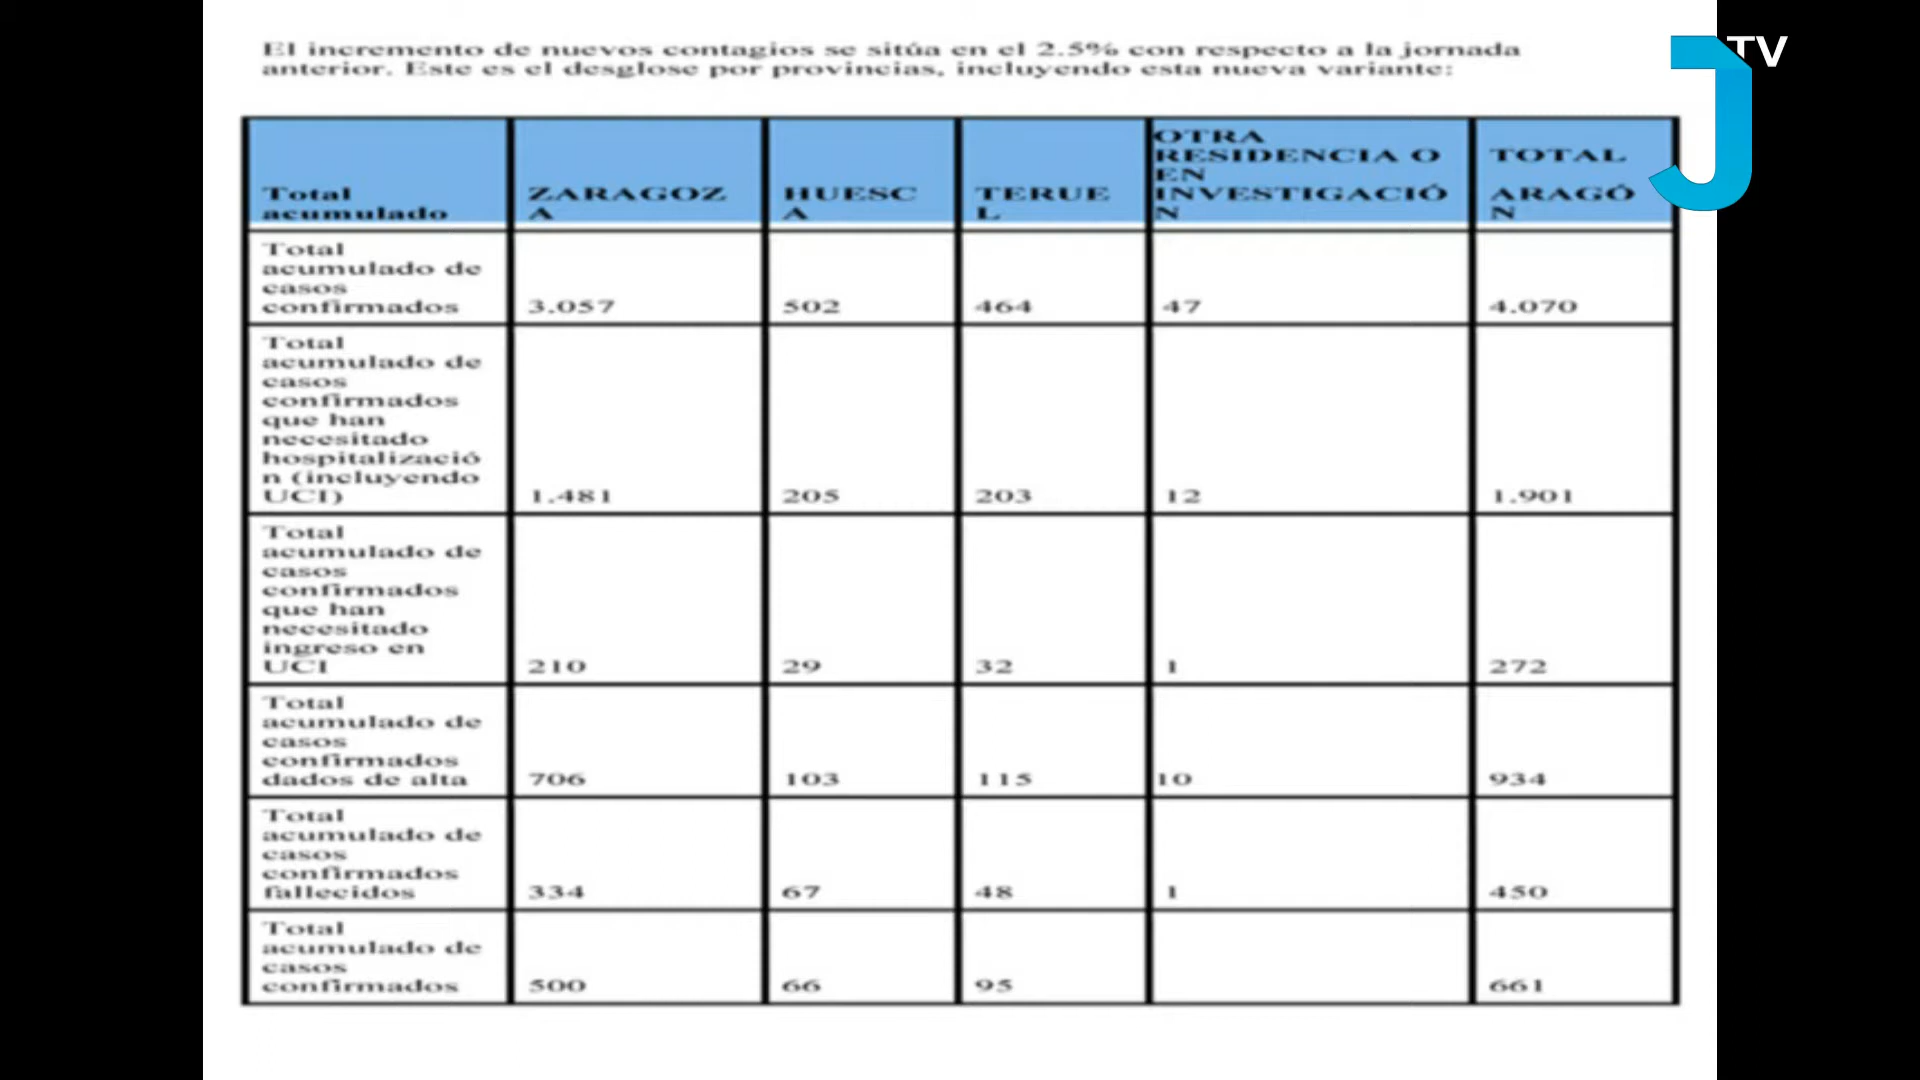 El incremento de nuevos contagios se sitúa en el 2.5% con respecto a la jornada
anterior. Este es el desglose por provincias, incluyendo esta nueva variante:
TV
J
Total
acumulado
ZARAGOZ
A
HUESC
A
TERUE
L
OTRA
RESIDENCIA O
EN
INVESTIGACIÓ
N
TOTAL
ARAGÓ
N
Total
acumulado de
casos
confirmados
3.057
502
464
47
4.070
Total
acumulado de
casos
confirmados
que han
necesitado
hospitalizació
n (incluyendo
UCI)
1.481
205
203
12
1.901
Total
acumulado de
casos
confirmados
que han
necesitado
ingreso en
UCI
210
29
32
1
272
Total
acumulado de
casos
confirmados
dados de alta
706
103
115
10
934
Total
acumulado de
casos
confirmados
fallecidos
334
67
48
1
450
Total
acumulado de
casos
confirmados
500
66
95
661